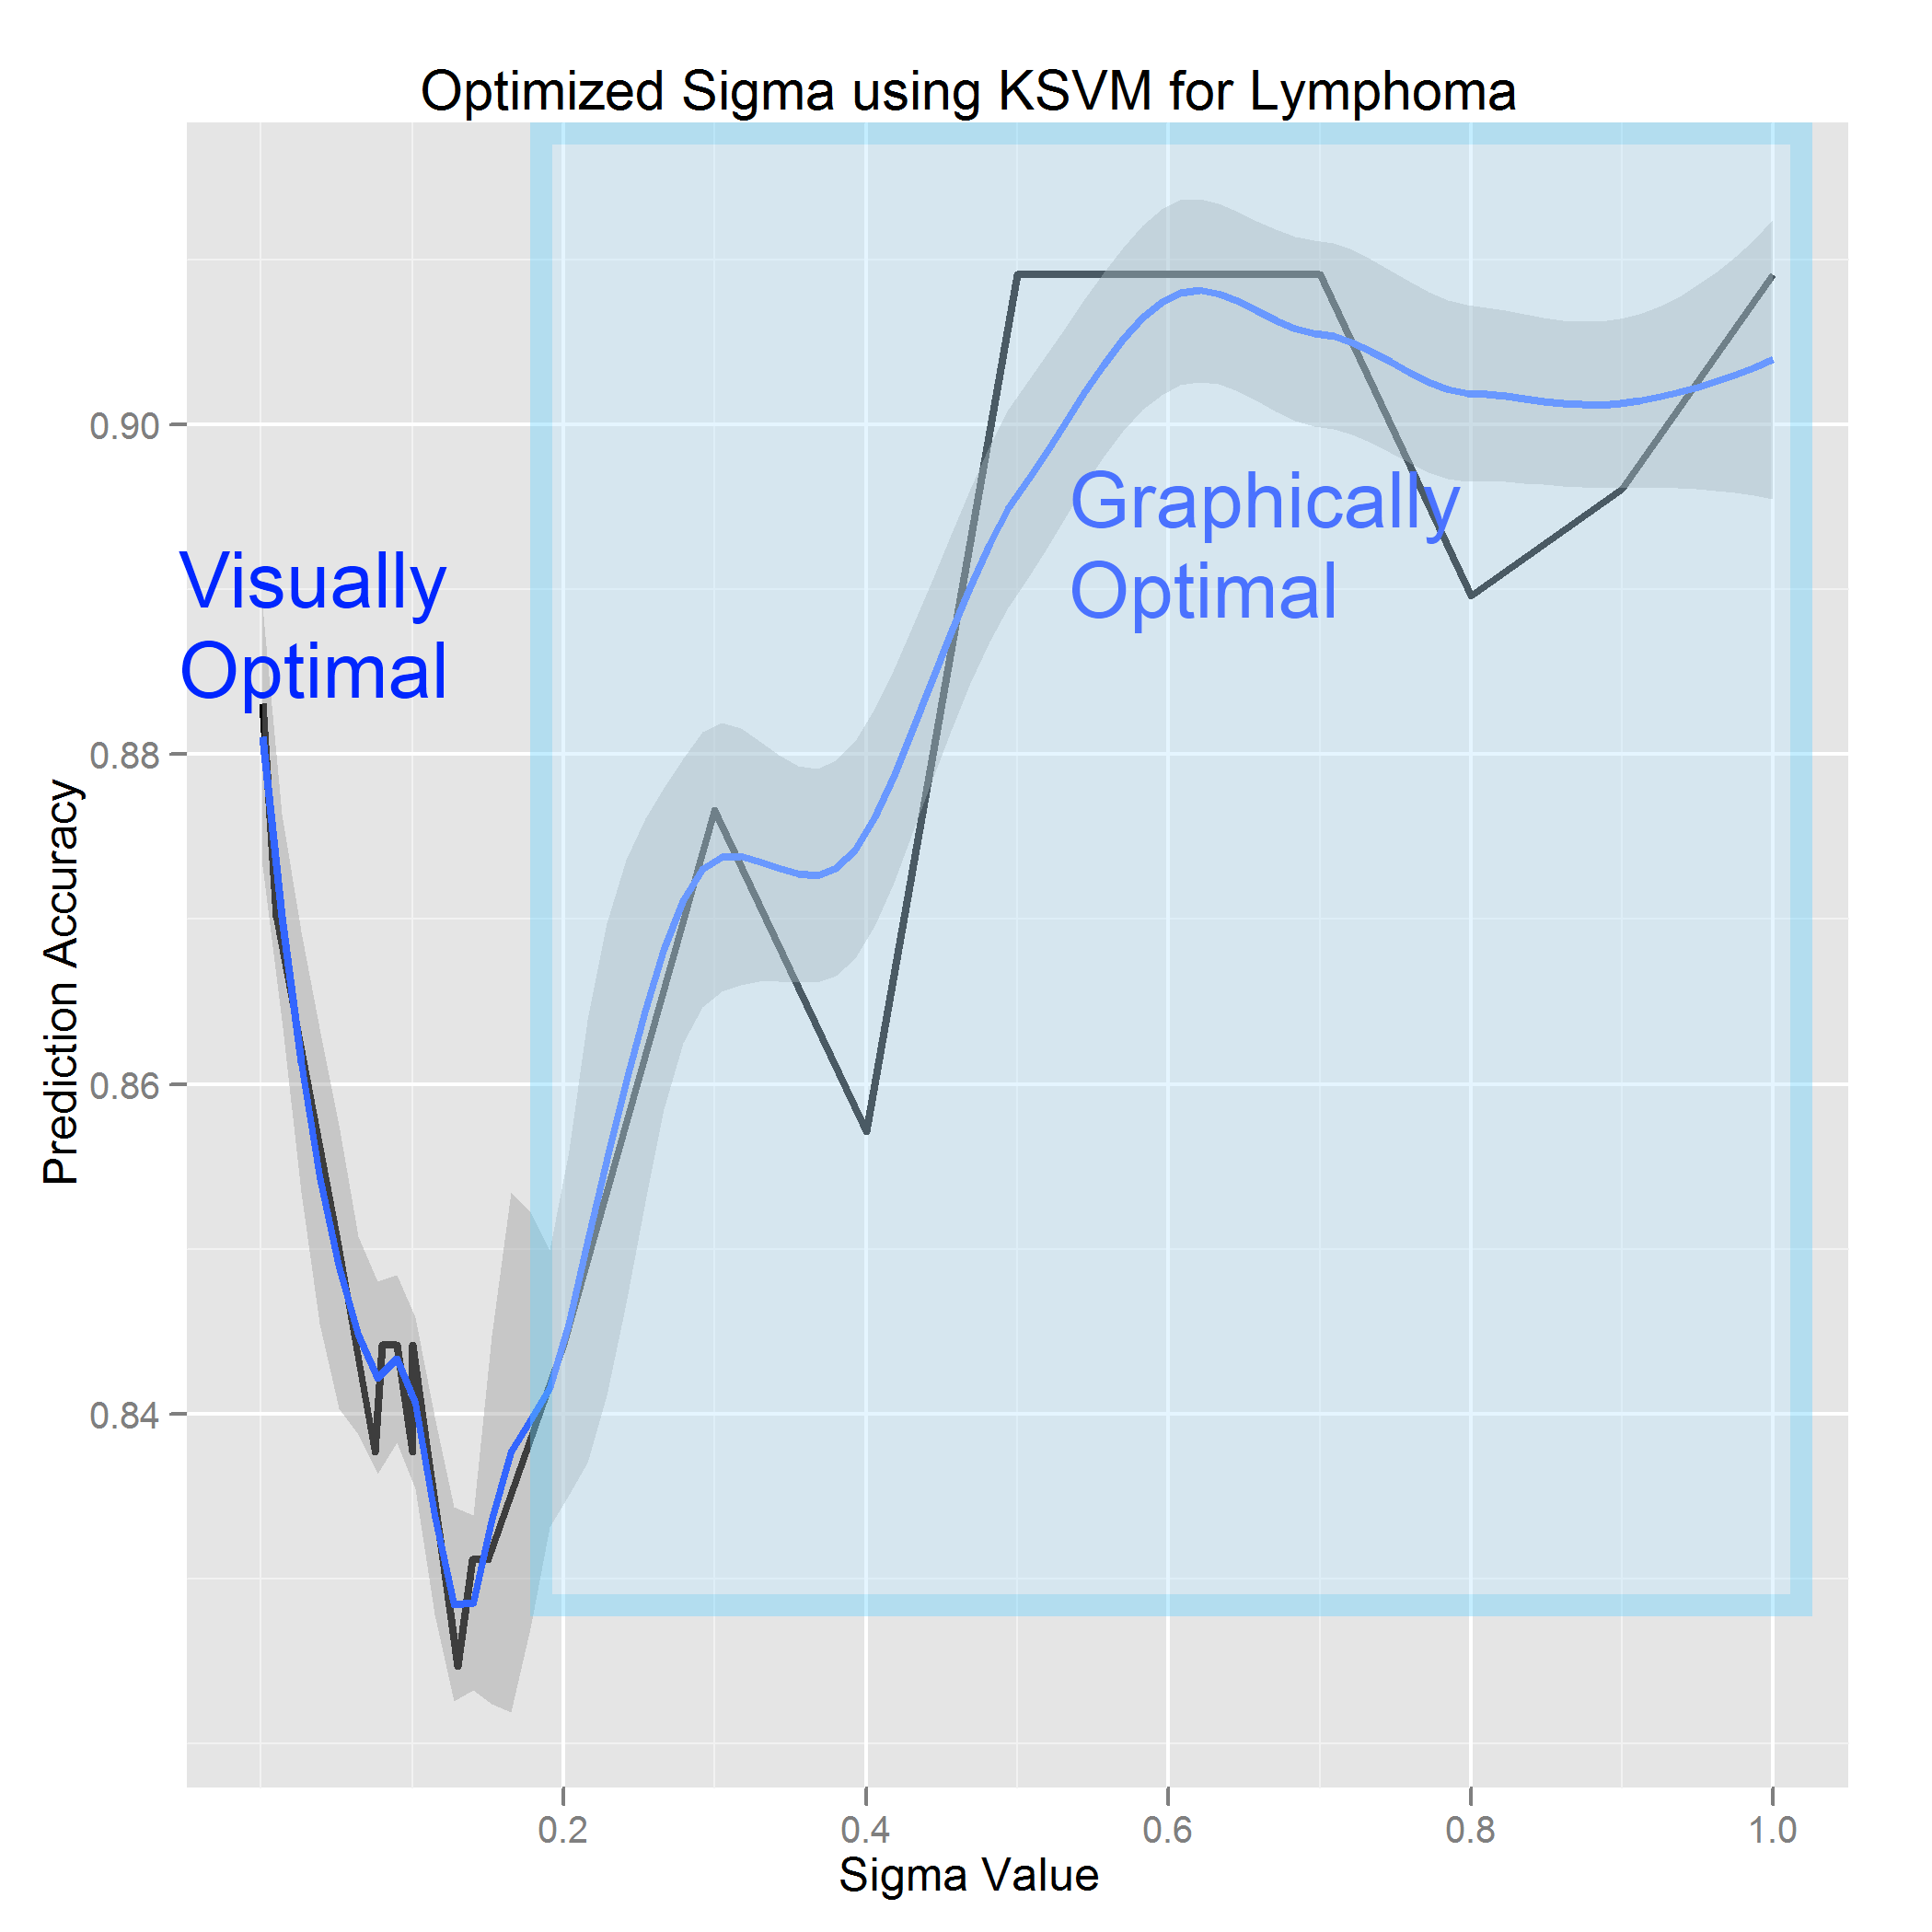 Optimized Sigma using KSVM for Lymphoma
Prediction Accuracy
0.90
0.88
0.86
0.84
Visually
Optimal
Graphically
Optimal
0.2 0.4 0.6 0.8 1.0
Sigma Value